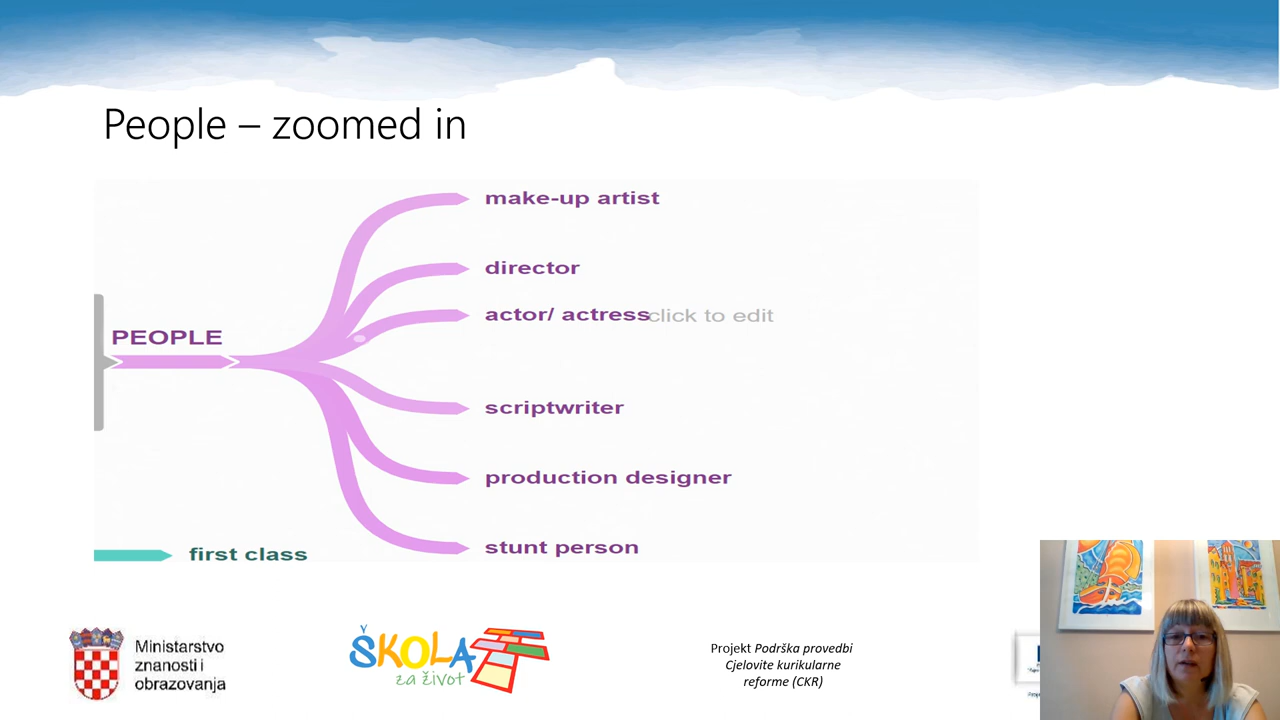 People – zoomed in
make-up artist
director
actor/ actress click to edit
PEOPLE
scriptwriter
production designer
stunt person
first class
Ministarstvo
znanosti i
obrazovanja
ŠKOLA
za život
Projekt Podrška provedbi
Cjelovite kurikularne
reforme (CKR)